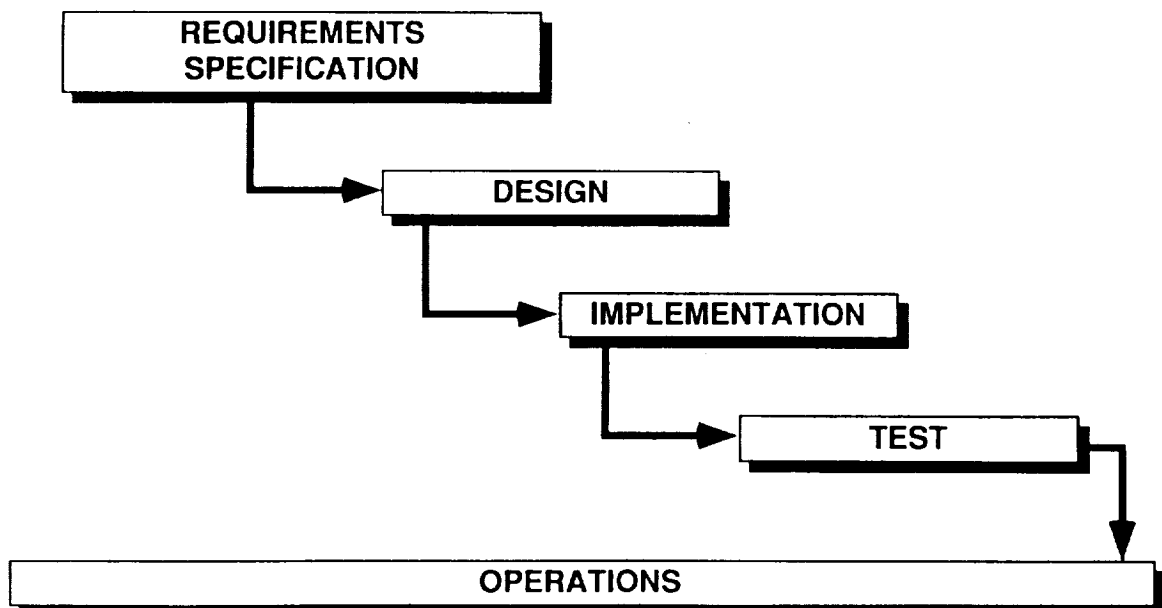 REQUIREMENTS
SPECIFICATION
DESIGN
IMPLEMENTATION
TEST
OPERATIONS